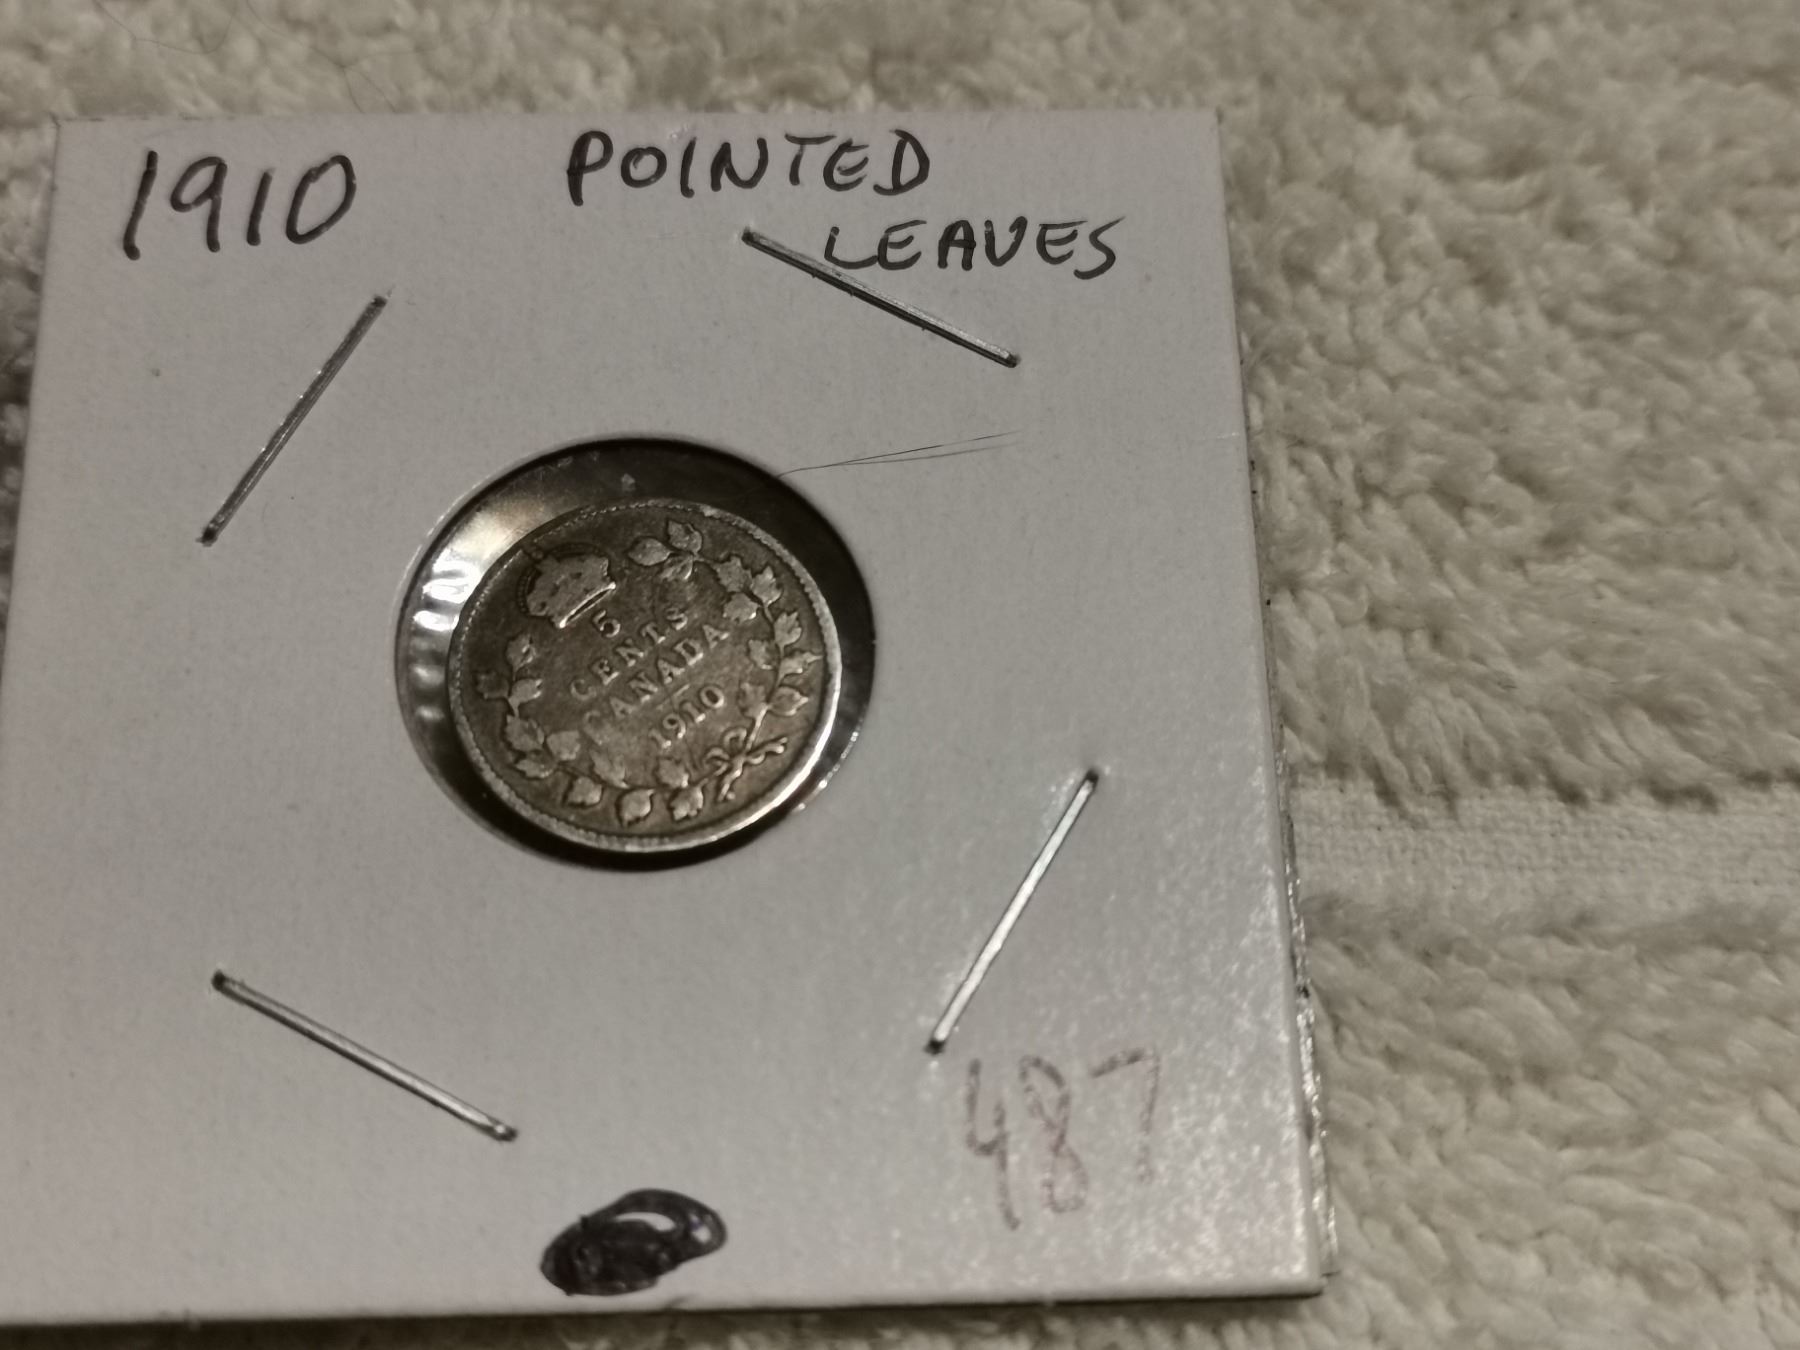 1910 POINTED
LEAVES
5
CENTS
CANADA
1910
487